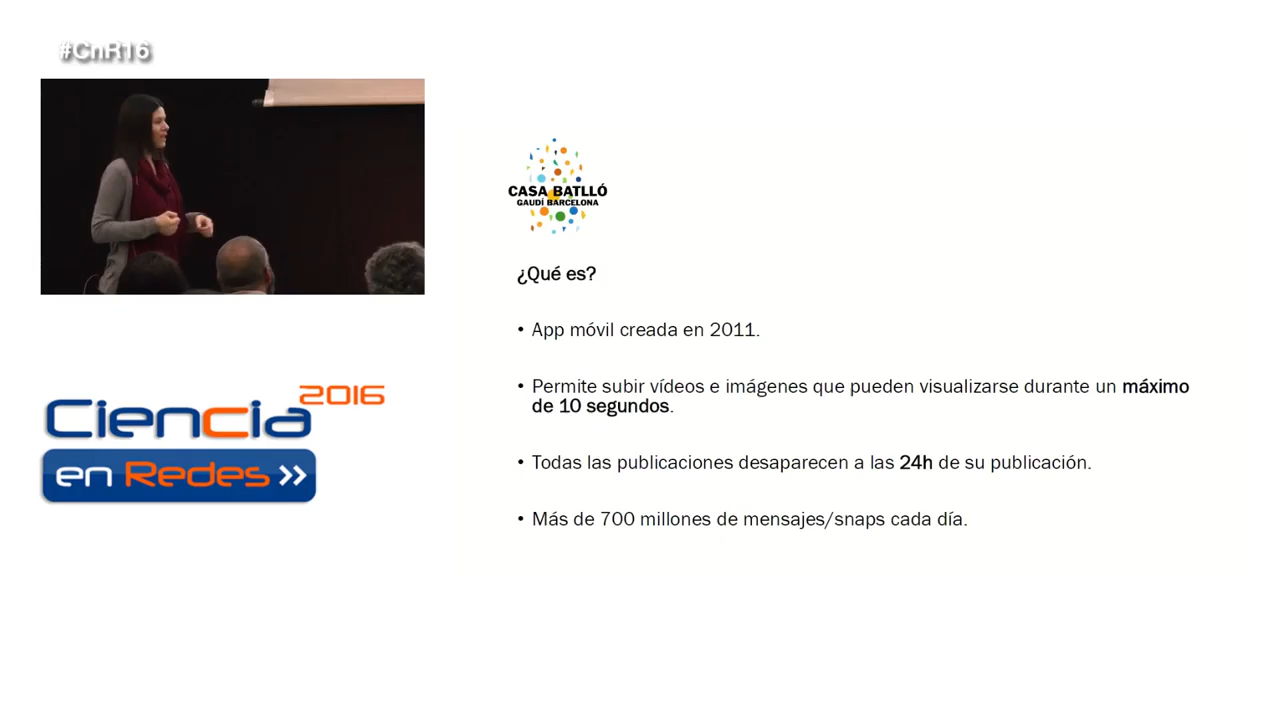 #CnR16
CASA BATLLÓ
GAUDÍ BARCELONA
¿Qué es?
• App móvil creada en 2011.
• Permite subir vídeos e imágenes que pueden visualizarse durante un máximo
de 10 segundos.
• Todas las publicaciones desaparecen a las 24h de su publicación.
• Más de 700 millones de mensajes/snaps cada día.
2016
Ciencia
en Redes »